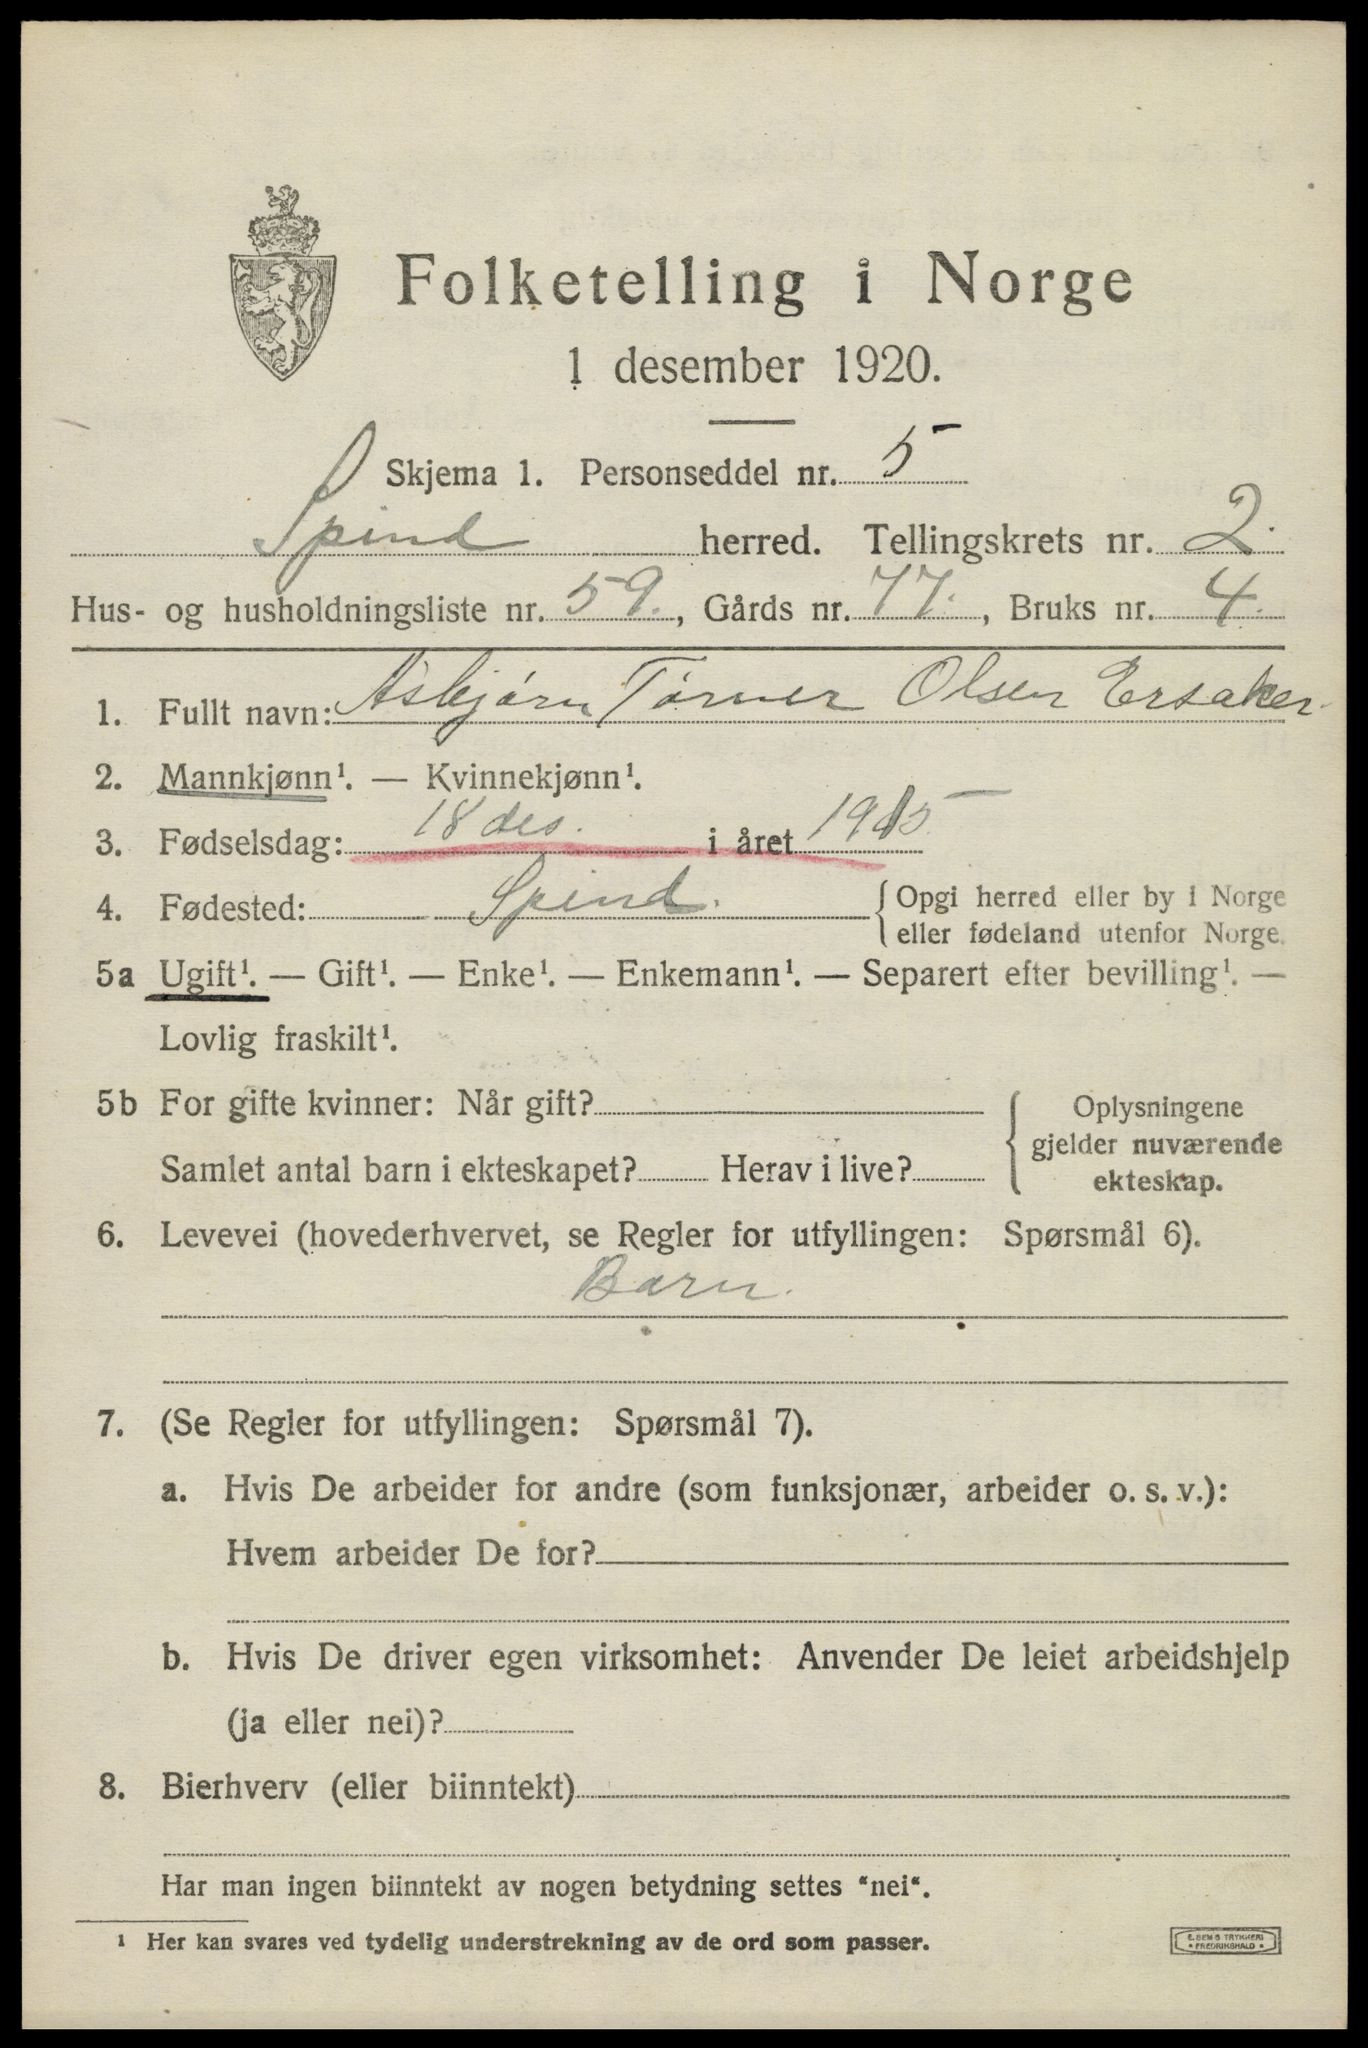 Folketelling i Norge
1 desember 1920.
Skjema 1. Personseddel nr. 5
Spind herred. Tellingskrets nr. 2.
Hus- og husholdningsliste nr. 59., Gårds nr. 77., Bruks nr. 4.
1. Fullt navn: Asbjørn Tørner Olsen Ersaker.
2. Mannkjønn¹. — Kvinnekjønn¹.
3. Fødselsdag: 18 des. i året 1915
4. Fødested: Spind. { Opgi herred eller by i Norge
eller fødeland utenfor Norge.
5a Ugift¹. — Gift¹. — Enke¹. — Enkemann¹. — Separert efter bevilling¹. —
Lovlig fraskilt¹.
5b For gifte kvinner: Når gift? { Oplysningene
gjelder nuværende
Samlet antal barn i ekteskapet? Herav i live? ekteskap.
6. Levevei (hovederhvervet, se Regler for utfyllingen: Spørsmål 6).
Barn.
7. (Se Regler for utfyllingen: Spørsmål 7).
a. Hvis De arbeider for andre (som funksjonær, arbeider o. s. v.):
Hvem arbeider De for?
b. Hvis De driver egen virksomhet: Anvender De leiet arbeidshjelp
(ja eller nei)?
8. Bierhverv (eller biinntekt)
Har man ingen biinntekt av nogen betydning settes "nei".
¹ Her kan svares ved tydelig understrekning av de ord som passer.
E. SEM'S TRYKKERI
• FREDRIKSHALD •